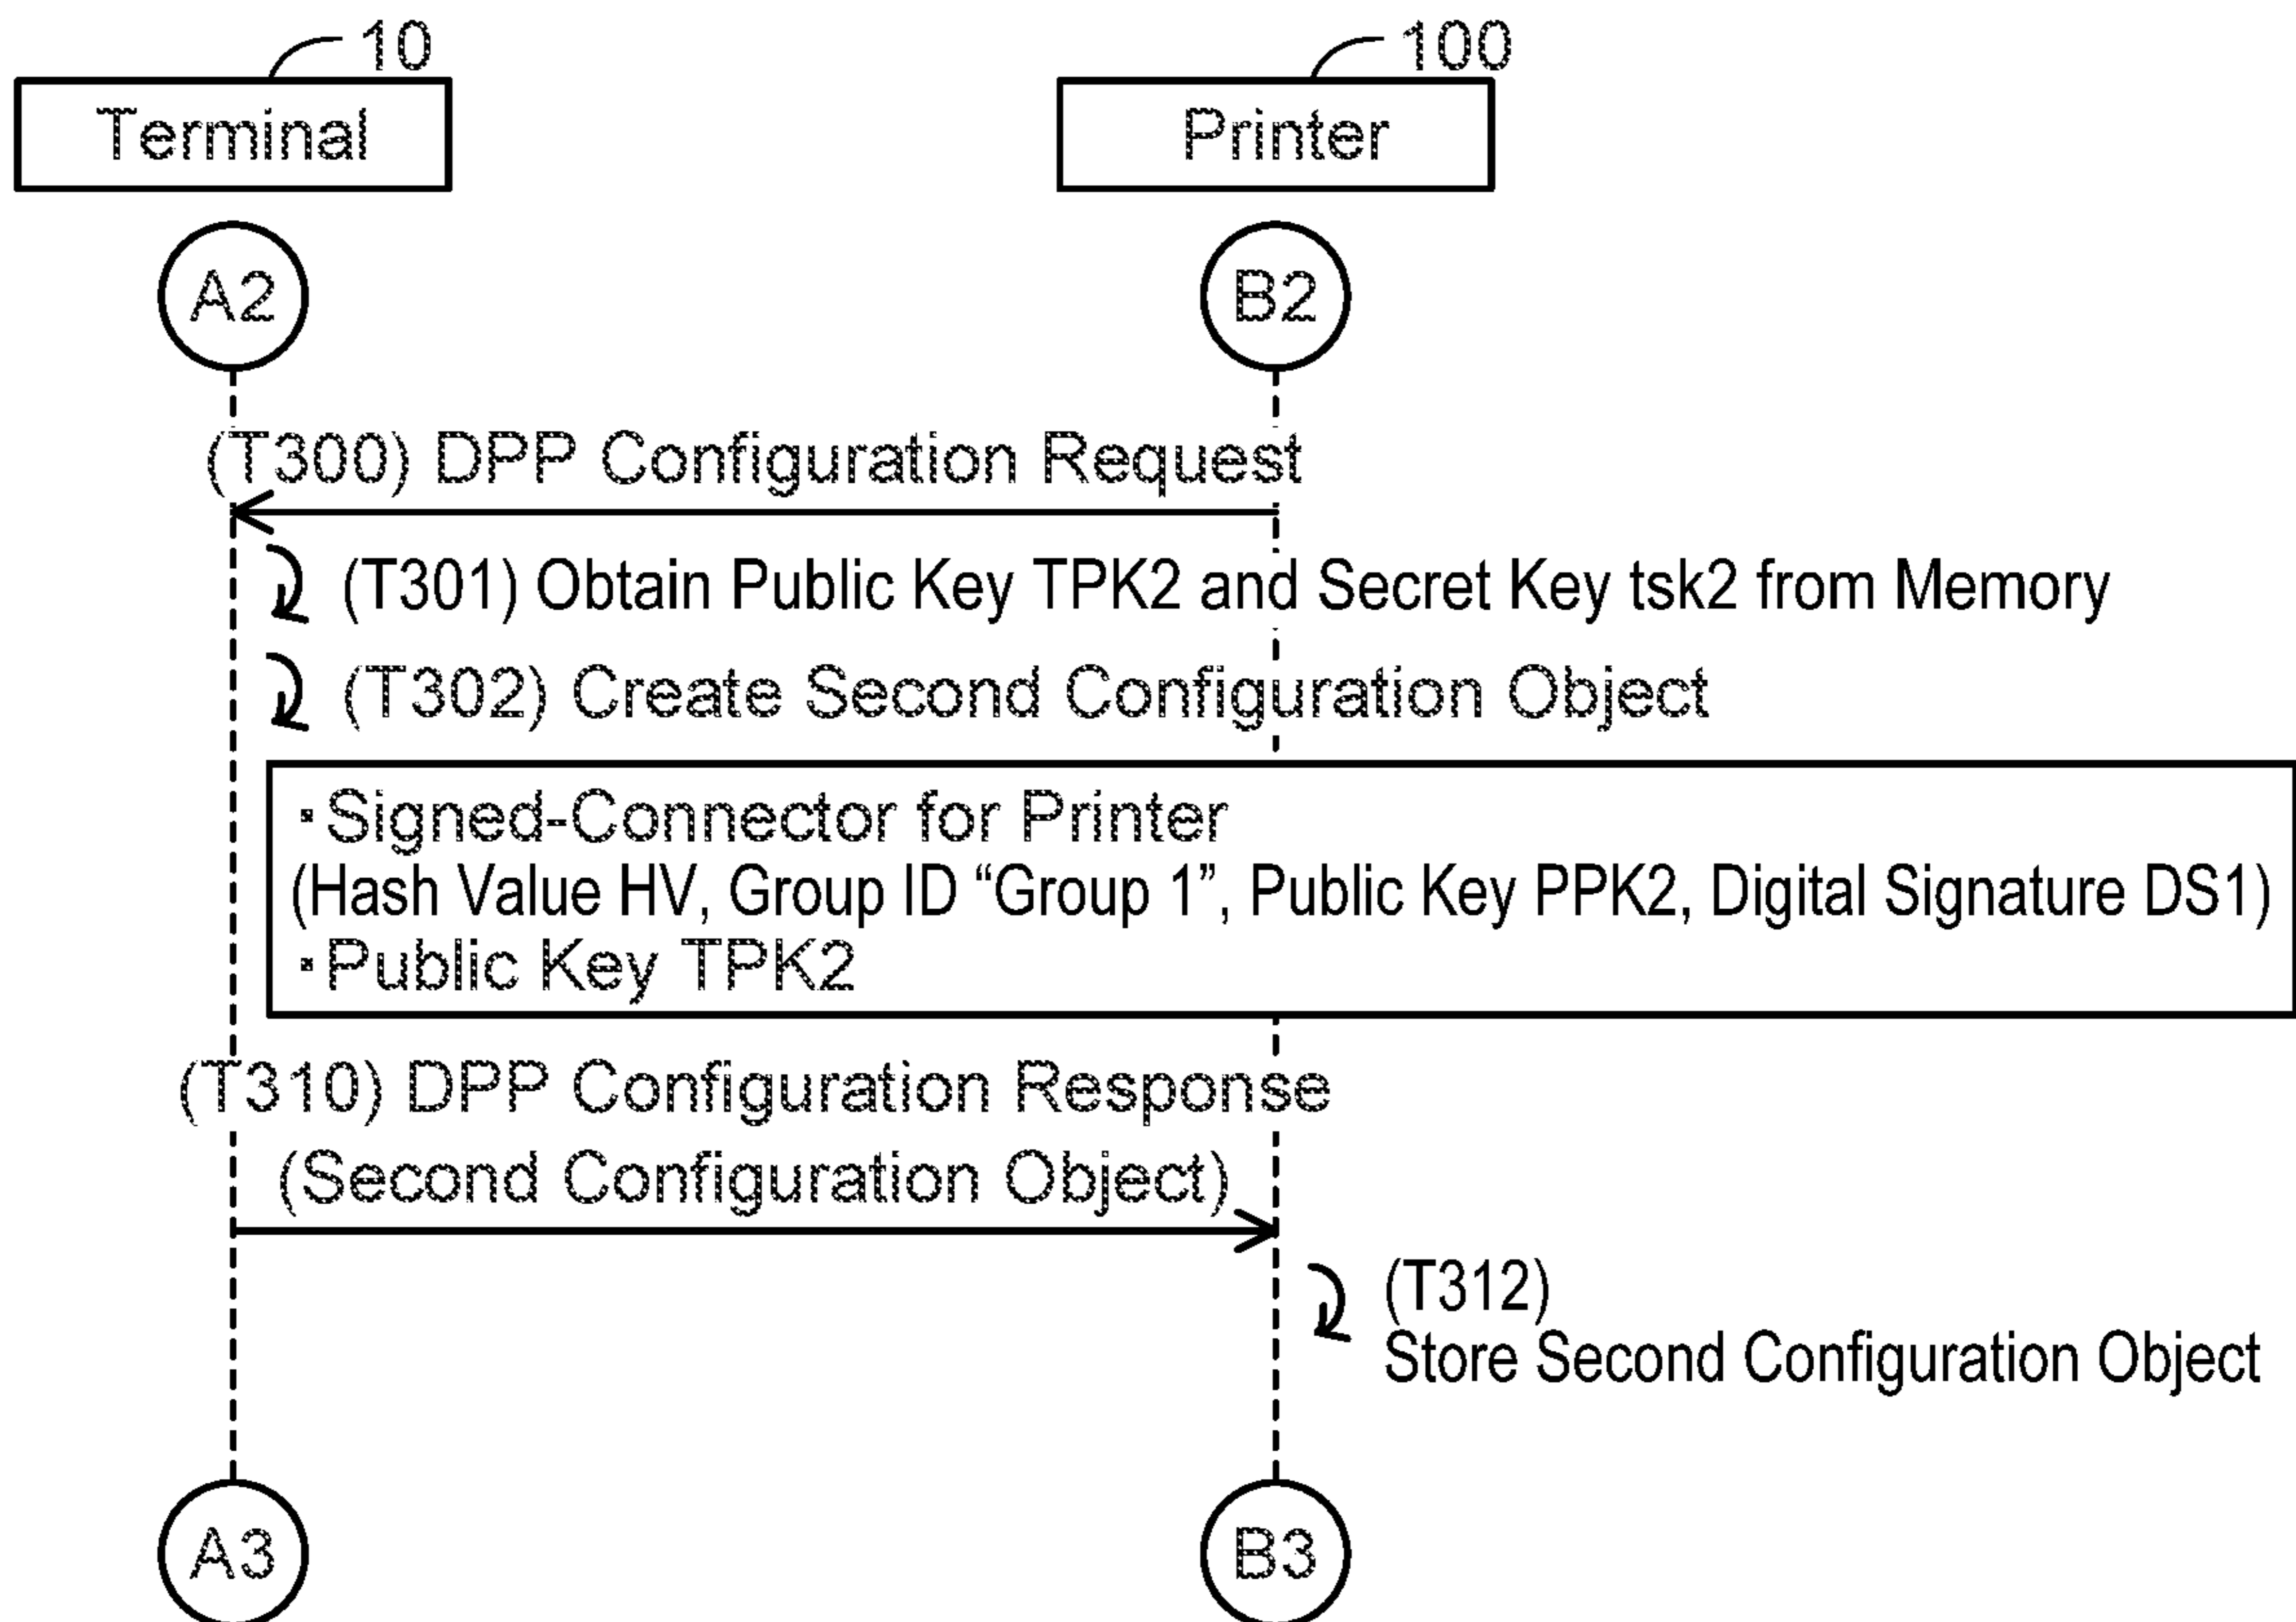 10
100
Terminal
Printer
A2
B2
(T300) DPP Configuration Request
(T301) Obtain Public Key TPK2 and Secret Key tsk2 from Memory
(T302) Create Second Configuration Object
・Signed-Connector for Printer
(Hash Value HV, Group ID “Group 1”, Public Key PPK2, Digital Signature DS1)
・Public Key TPK2
(T310) DPP Configuration Response
(Second Configuration Object)
(T312)
Store Second Configuration Object
A3
B3